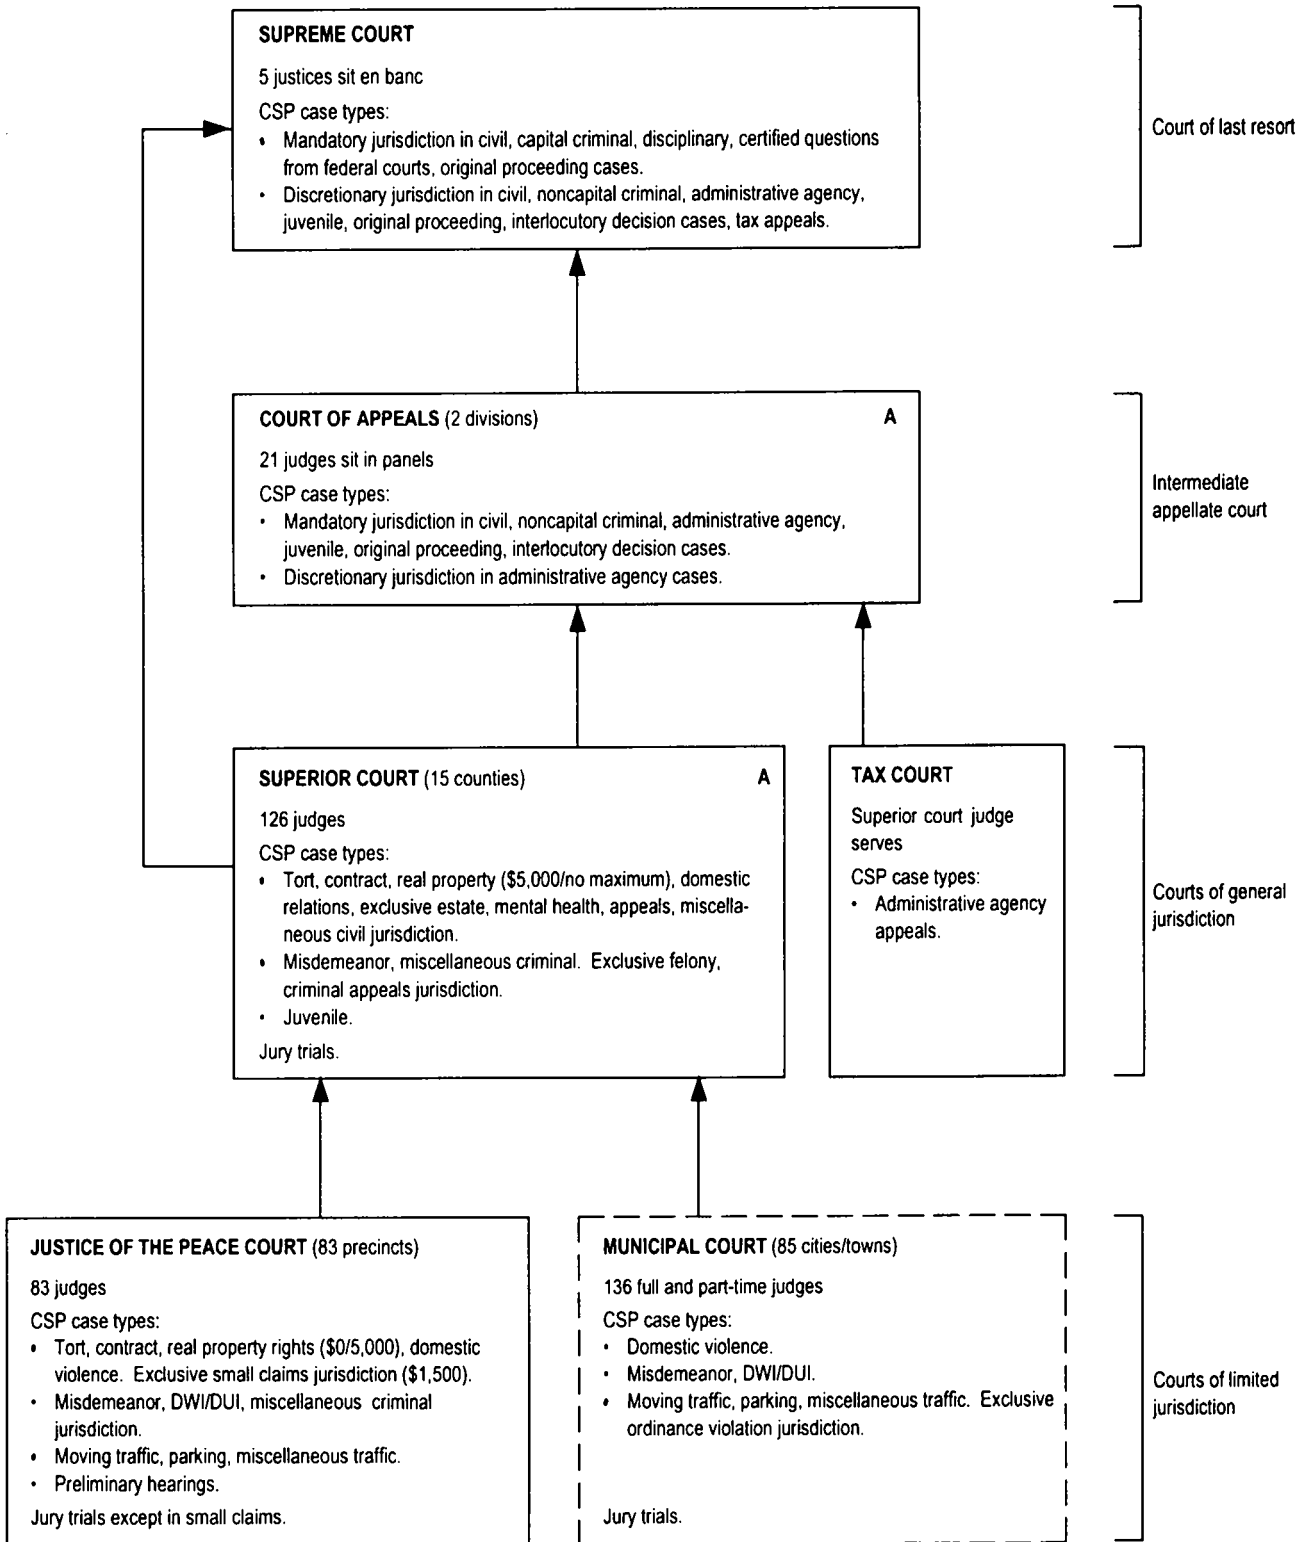 SUPREME COURT
5 justices sit en banc
CSP case types:
• Mandatory jurisdiction in civil, capital criminal, disciplinary, certified questions
from federal courts, original proceeding cases.
• Discretionary jurisdiction in civil, noncapital criminal, administrative agency,
juvenile, original proceeding, interlocutory decision cases, tax appeals.
Court of last resort
COURT OF APPEALS (2 divisions) A
21 judges sit in panels
CSP case types:
• Mandatory jurisdiction in civil, noncapital criminal, administrative agency,
juvenile, original proceeding, interlocutory decision cases.
• Discretionary jurisdiction in administrative agency cases.
Intermediate
appellate court
SUPERIOR COURT (15 counties) A
126 judges
CSP case types:
• Tort, contract, real property ($5,000/no maximum), domestic
relations, exclusive estate, mental health, appeals, miscella-
neous civil jurisdiction.
• Misdemeanor, miscellaneous criminal. Exclusive felony,
criminal appeals jurisdiction.
• Juvenile.
Jury trials.
TAX COURT
Superior court judge
serves
CSP case types:
• Administrative agency
appeals.
Courts of general
jurisdiction
JUSTICE OF THE PEACE COURT (83 precincts)
83 judges
CSP case types:
• Tort, contract, real property rights ($0/5,000), domestic
violence. Exclusive small claims jurisdiction ($1,500).
• Misdemeanor, DWI/DUI, miscellaneous criminal
jurisdiction.
• Moving traffic, parking, miscellaneous traffic.
• Preliminary hearings.
Jury trials except in small claims.
MUNICIPAL COURT (85 cities/towns)
136 full and part-time judges
CSP case types:
• Domestic violence.
• Misdemeanor, DWI/DUI.
• Moving traffic, parking, miscellaneous traffic. Exclusive
ordinance violation jurisdiction.
Jury trials.
Courts of limited
jurisdiction